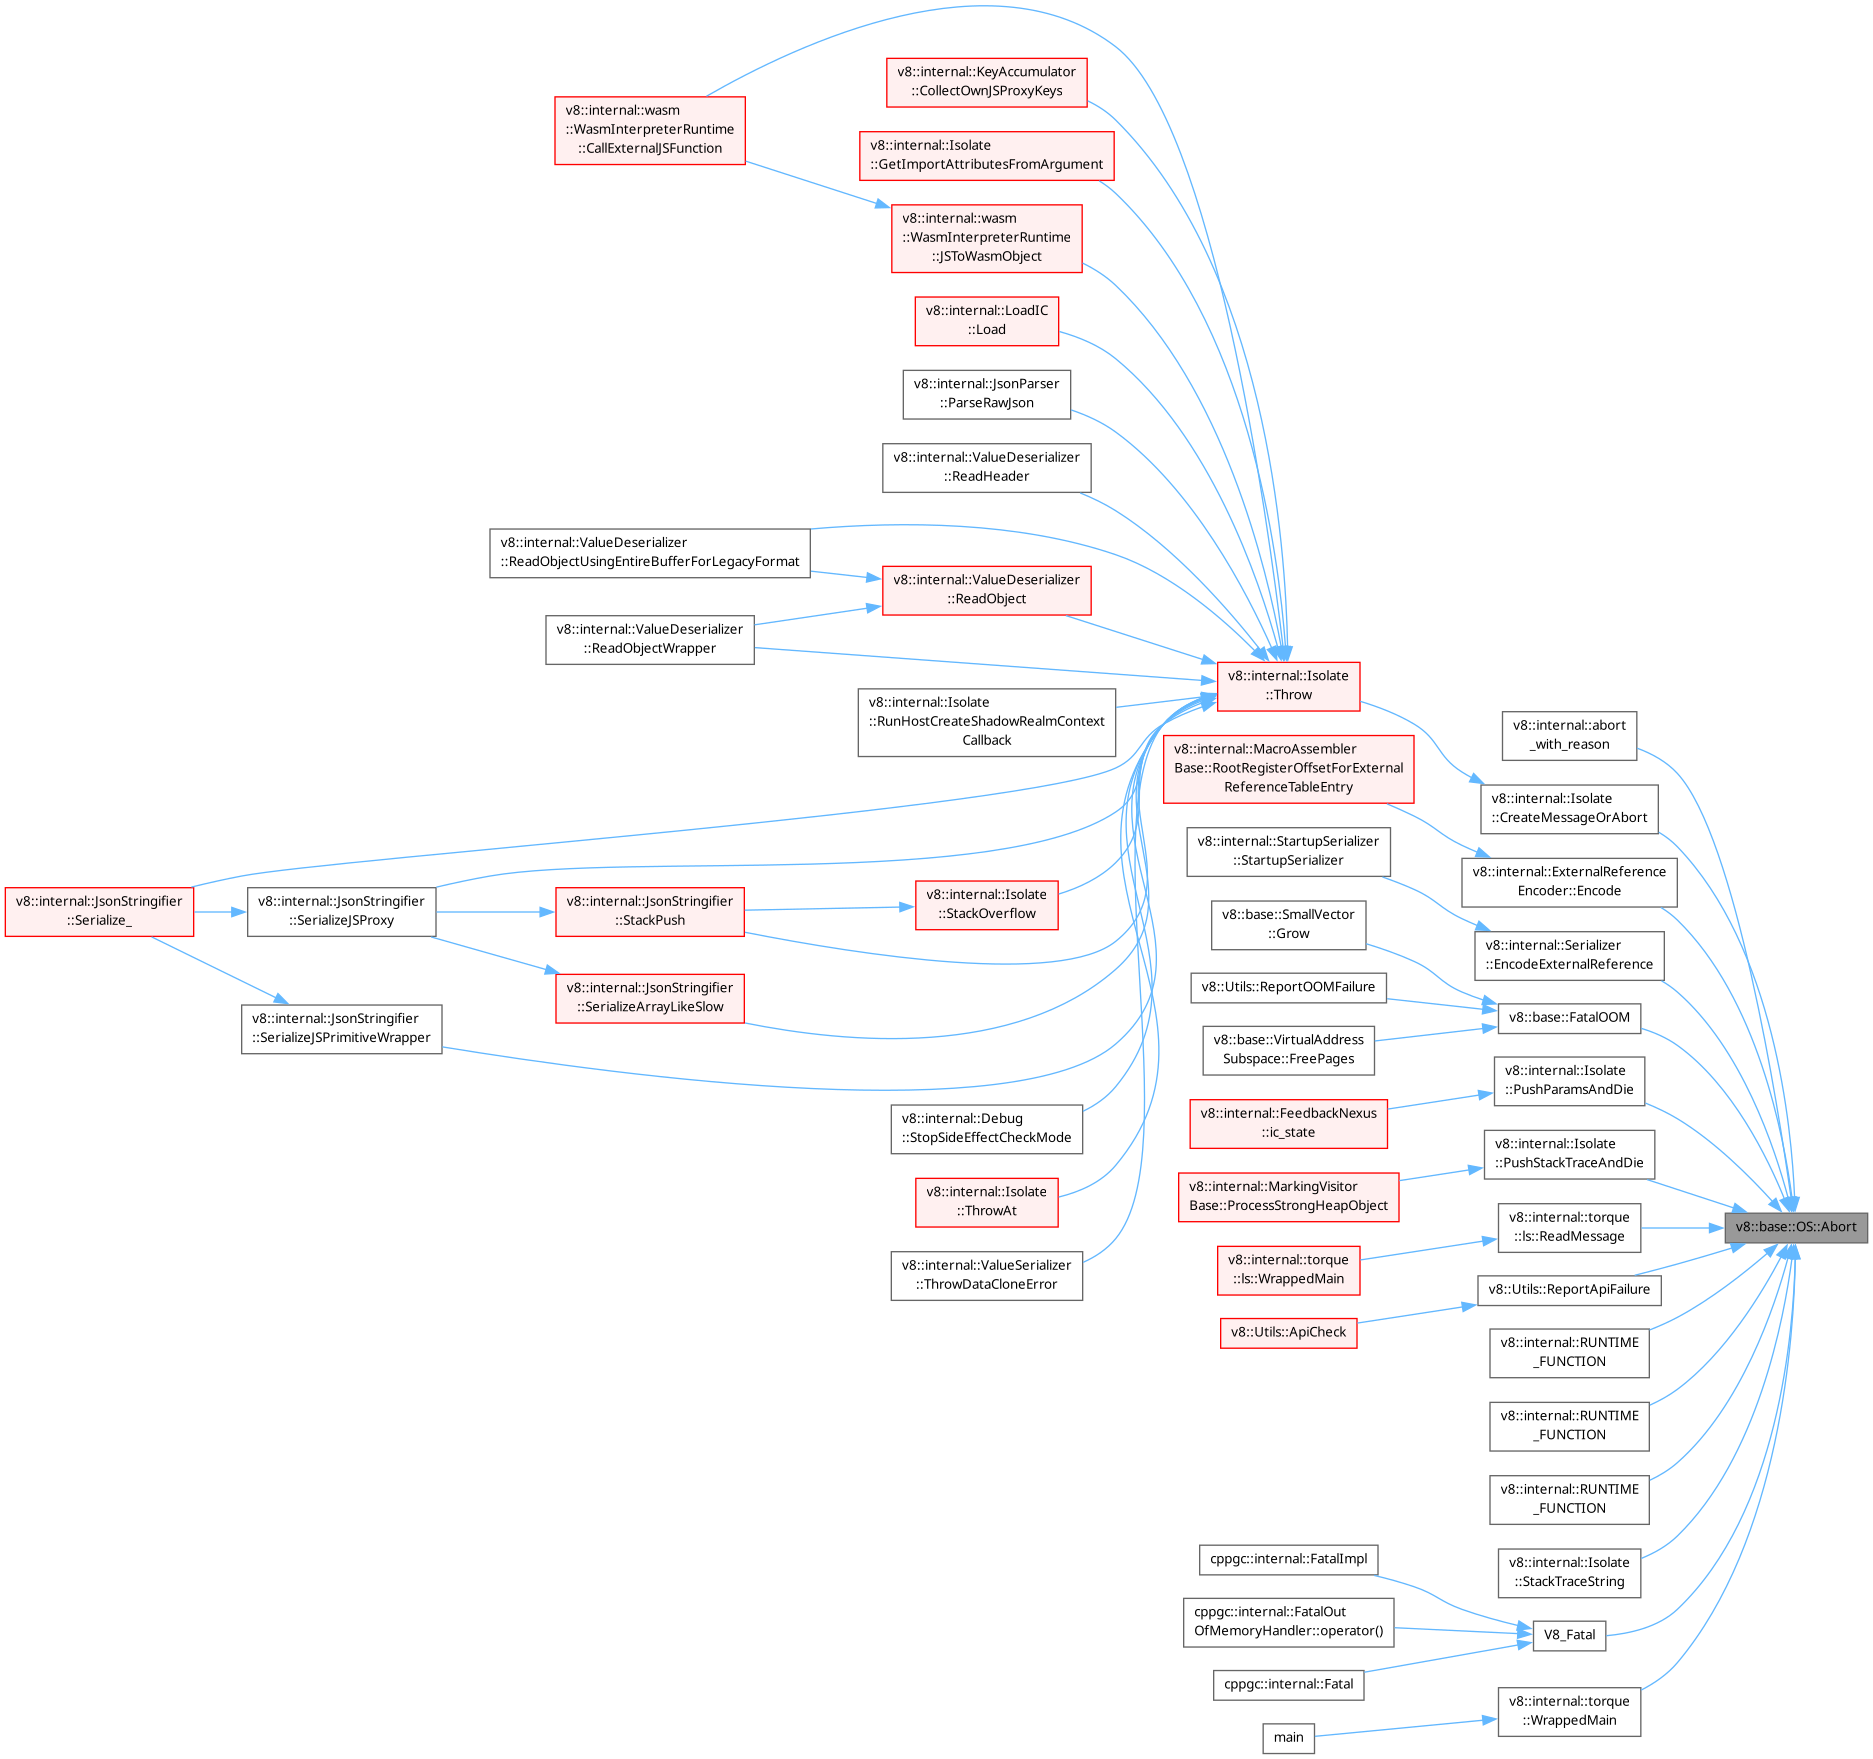 v8::internal::KeyAccumulator
::CollectOwnJSProxyKeys
v8::internal::wasm
::WasmInterpreterRuntime
::CallExternalJSFunction
v8::internal::Isolate
::GetImportAttributesFromArgument
v8::internal::wasm
::WasmInterpreterRuntime
::JSToWasmObject
v8::internal::LoadIC
::Load
v8::internal::JsonParser
::ParseRawJson
v8::internal::ValueDeserializer
::ReadHeader
v8::internal::ValueDeserializer
::ReadObjectUsingEntireBufferForLegacyFormat
v8::internal::ValueDeserializer
::ReadObject
v8::internal::ValueDeserializer
::ReadObjectWrapper
v8::internal::Isolate
::Throw
v8::internal::Isolate
::RunHostCreateShadowRealmContext
Callback
v8::internal::abort
_with_reason
v8::internal::MacroAssembler
Base::RootRegisterOffsetForExternal
ReferenceTableEntry
v8::internal::Isolate
::CreateMessageOrAbort
v8::internal::StartupSerializer
::StartupSerializer
v8::internal::ExternalReference
Encoder::Encode
v8::internal::JsonStringifier
::Serialize_
v8::internal::JsonStringifier
::SerializeJSProxy
v8::internal::JsonStringifier
::StackPush
v8::internal::Isolate
::StackOverflow
v8::base::SmallVector
::Grow
v8::internal::Serializer
::EncodeExternalReference
v8::internal::JsonStringifier
::SerializeArrayLikeSlow
v8::Utils::ReportOOMFailure
v8::base::FatalOOM
v8::internal::JsonStringifier
::SerializeJSPrimitiveWrapper
v8::base::VirtualAddress
Subspace::FreePages
v8::internal::Isolate
::PushParamsAndDie
v8::internal::Debug
::StopSideEffectCheckMode
v8::internal::FeedbackNexus
::ic_state
v8::internal::Isolate
::PushStackTraceAndDie
v8::internal::Isolate
::ThrowAt
v8::internal::MarkingVisitor
Base::ProcessStrongHeapObject
v8::internal::torque
::ls::ReadMessage
v8::base::OS::Abort
v8::internal::ValueSerializer
::ThrowDataCloneError
v8::internal::torque
::ls::WrappedMain
v8::Utils::ReportApiFailure
v8::Utils::ApiCheck
v8::internal::RUNTIME
_FUNCTION
v8::internal::RUNTIME
_FUNCTION
v8::internal::RUNTIME
_FUNCTION
v8::internal::Isolate
::StackTraceString
cppgc::internal::FatalImpl
cppgc::internal::FatalOut
OfMemoryHandler::operator()
V8_Fatal
cppgc::internal::Fatal
v8::internal::torque
::WrappedMain
main